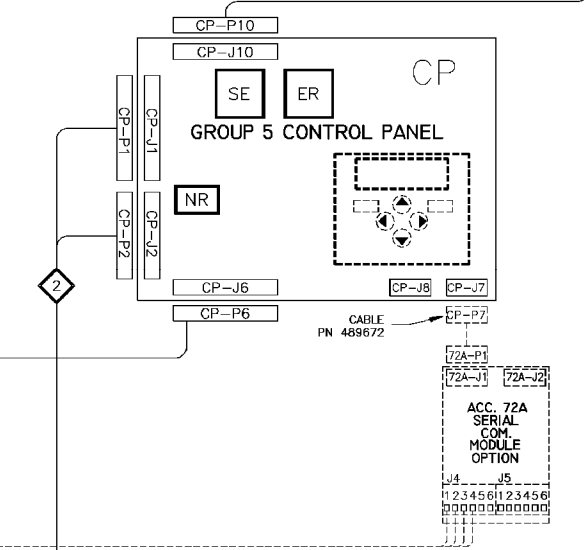 CP-P10
CP-J10
CP
SE
ER
GROUP 5 CONTROL PANEL
CP-P1
CP-J1
NR
CP-P2
CP-J2
2
CP-J6
CP-J8
CP-J7
CP-P6
CABLE
PN 489672
CP-P7
72A-P1
72A-J1
72A-J2
ACC. 72A
SERIAL
COM.
MODULE
OPTION
J4
J5
123456
123456